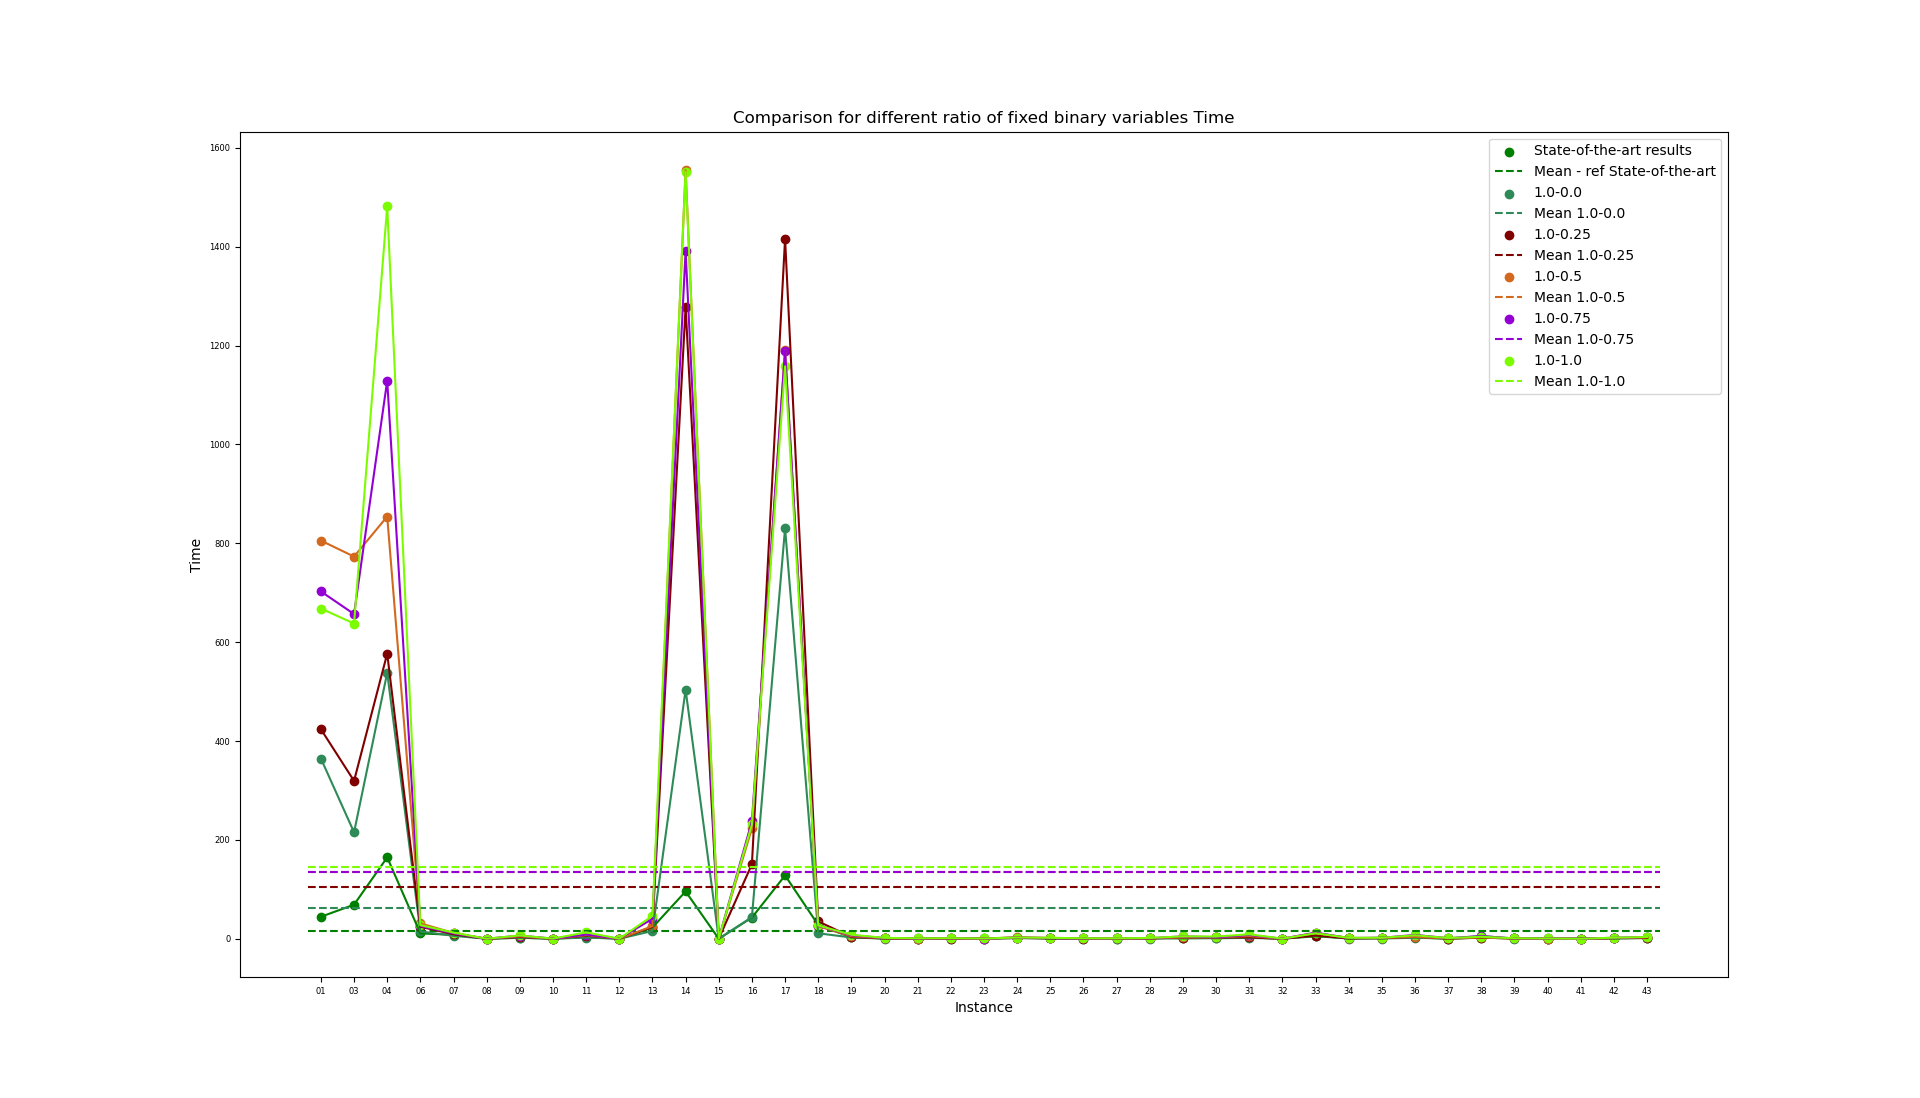 Comparison for different ratio of fixed binary variables Time
1600
1400
1200
1000
800
600
400
200
0
Time
State-of-the-art results
Mean - ref State-of-the-art
1.0-0.0
Mean 1.0-0.0
1.0-0.25
Mean 1.0-0.25
1.0-0.5
Mean 1.0-0.5
1.0-0.75
Mean 1.0-0.75
1.0-1.0
Mean 1.0-1.0
01 03 04 06 07 08 09 10 11 12 13 14 15 16 17 18 19 20 21 22 23 24 25 26 27 28 29 30 31 32 33 34 35 36 37 38 39 40 41 42 43
Instance